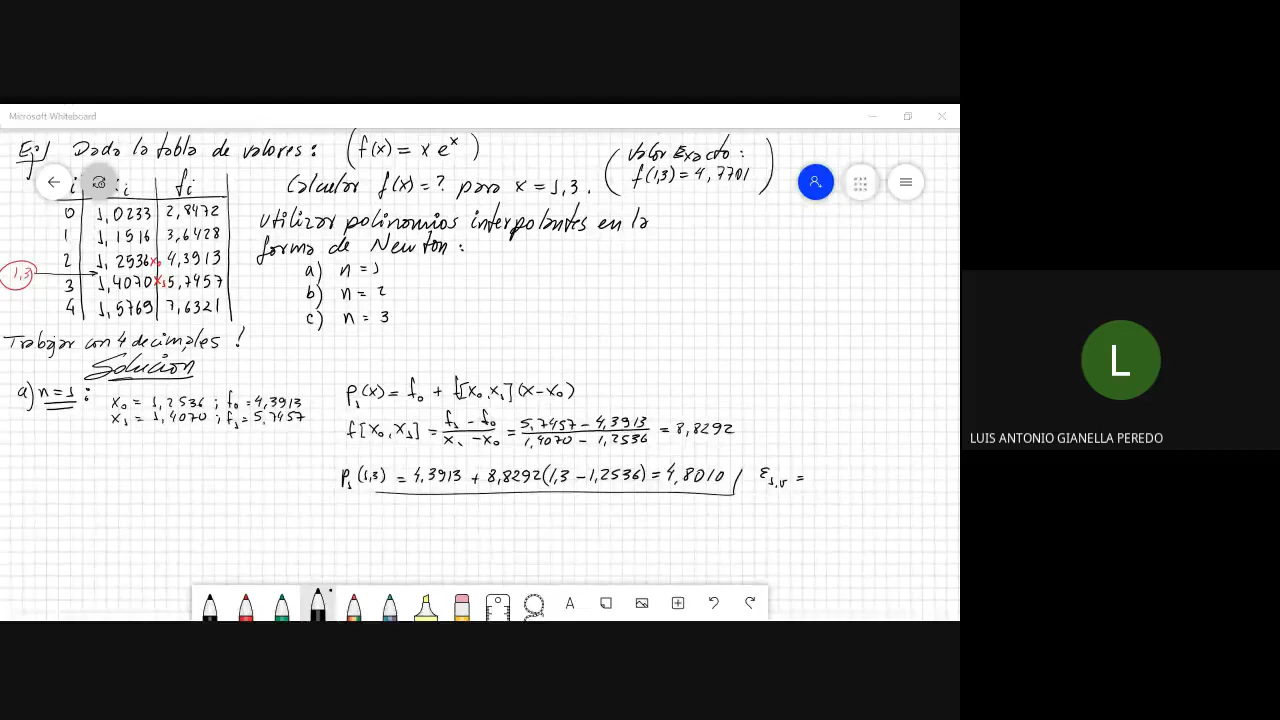 Microsoft Whiteboard
Ej: Dada la tabla de valores: (f(x) = x e^x)
(Valor Exacto: f(1,3) = 4,7701)
i | i | fi
0 | 1,0233 | 2,8472
1 | 1,1516 | 3,6428
2 | 1,2536 x₀ | 4,3913
3 | 1,4070 x₁ | 5,7457
4 | 1,5769 | 7,6321
1,3
Calcular f(x) = ? para x = 1,3.
Utilizar polinomios interpolantes en la
forma de Newton:
a) n = 1
b) n = 2
c) n = 3
Trabajar con 4 decimales!
Solución
a) n = 1:
x₀ = 1,2536 ; f₀ = 4,3913
x₁ = 1,4070 ; f₁ = 5,7457
P₁(x) = f₀ + f[x₀,x₁](x-x₀)
f[x₀,x₁] = (f₁ - f₀)/(x₁ - x₀) = (5,7457 - 4,3913)/(1,4070 - 1,2536) = 8,8292
P₁(1,3) = 4,3913 + 8,8292(1,3 - 1,2536) = 4,8010 / ε₁,ᵥ =
A
L
LUIS ANTONIO GIANELLA PEREDO